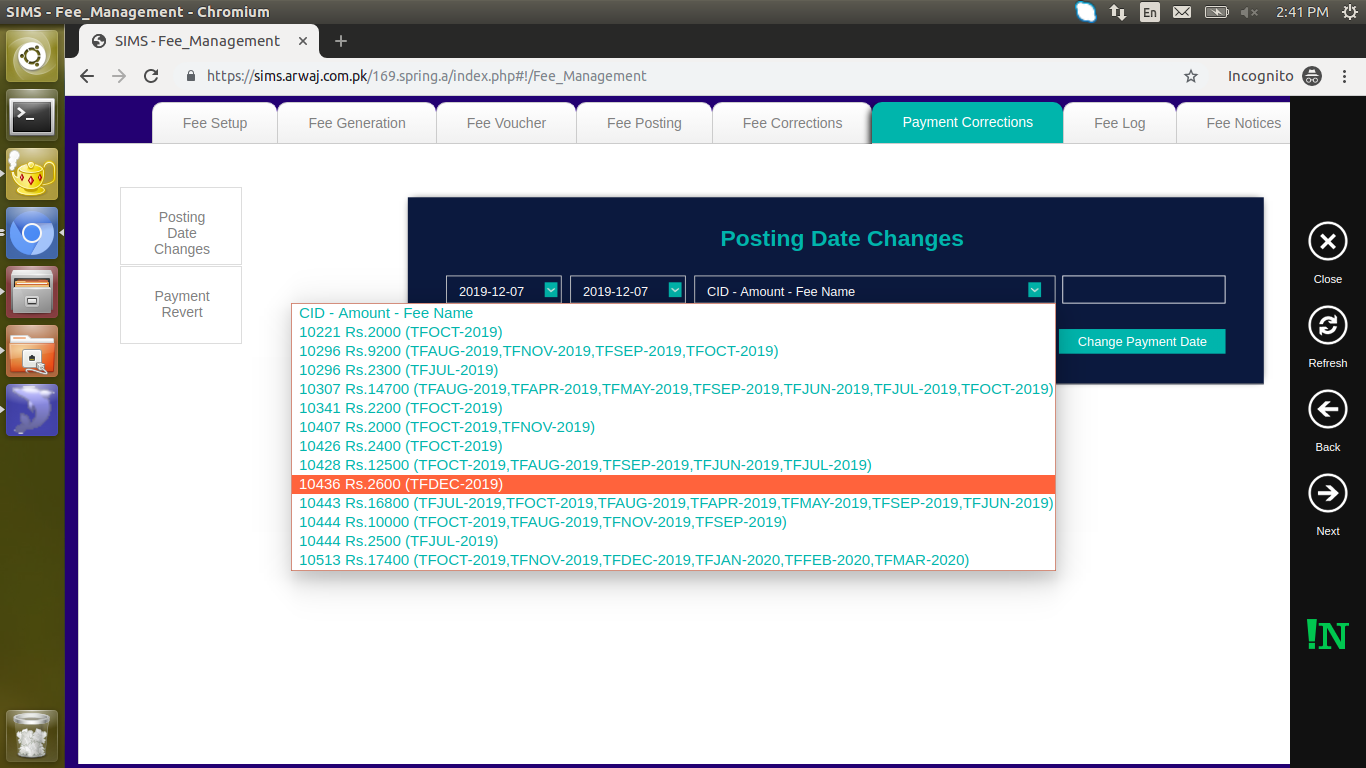 SIMS - Fee_Management - Chromium
En
2:41 PM
SIMS - Fee_Management
https://sims.arwaj.com.pk/169.spring.a/index.php#!/Fee_Management
Incognito
Fee Setup
Fee Generation
Fee Voucher
Fee Posting
Fee Corrections
Payment Corrections
Fee Log
Fee Notices
Posting
Date
Changes
Payment
Revert
Posting Date Changes
2019-12-07
2019-12-07
CID - Amount - Fee Name
CID - Amount - Fee Name
10221 Rs.2000 (TFOCT-2019)
10296 Rs.9200 (TFAUG-2019,TFNOV-2019,TFSEP-2019,TFOCT-2019)
10296 Rs.2300 (TFJUL-2019)
10307 Rs.14700 (TFAUG-2019,TFAPR-2019,TFMAY-2019,TFSEP-2019,TFJUN-2019,TFJUL-2019,TFOCT-2019)
10341 Rs.2200 (TFOCT-2019)
10407 Rs.2000 (TFOCT-2019,TFNOV-2019)
10426 Rs.2400 (TFOCT-2019)
10428 Rs.12500 (TFOCT-2019,TFAUG-2019,TFSEP-2019,TFJUN-2019,TFJUL-2019)
10436 Rs.2600 (TFDEC-2019)
10443 Rs.16800 (TFJUL-2019,TFOCT-2019,TFAUG-2019,TFAPR-2019,TFMAY-2019,TFSEP-2019,TFJUN-2019)
10444 Rs.10000 (TFOCT-2019,TFAUG-2019,TFNOV-2019,TFSEP-2019)
10444 Rs.2500 (TFJUL-2019)
10513 Rs.17400 (TFOCT-2019,TFNOV-2019,TFDEC-2019,TFJAN-2020,TFFEB-2020,TFMAR-2020)
Change Payment Date
Close
Refresh
Back
Next
!N